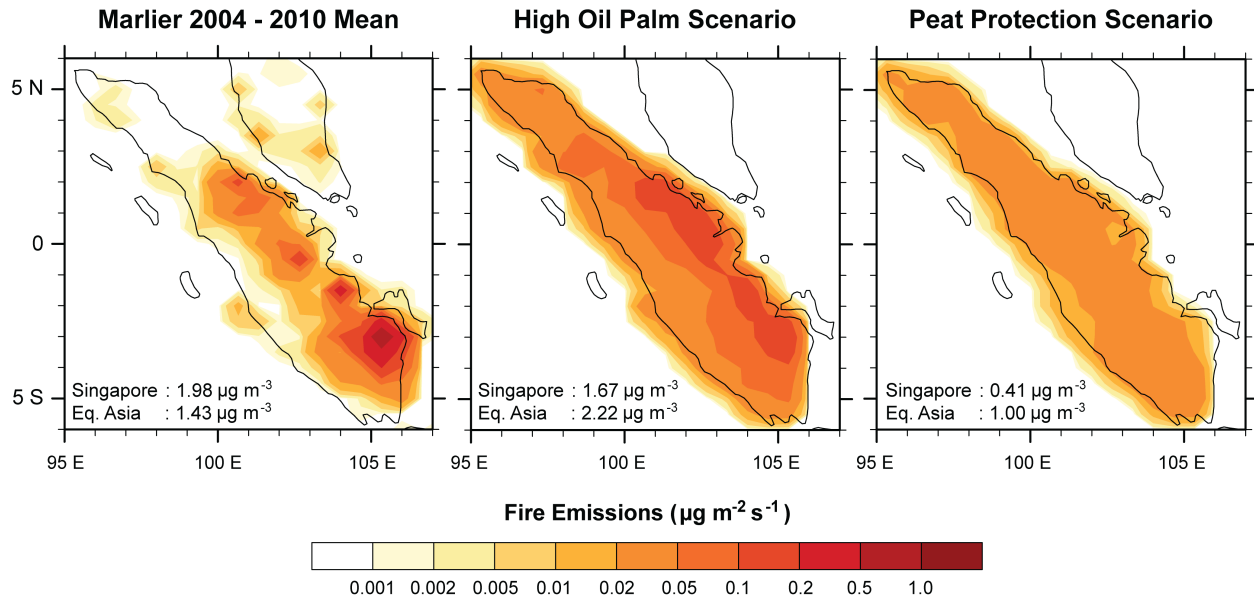 Marlier 2004 - 2010 Mean
High Oil Palm Scenario
Peat Protection Scenario
5 N
0
5 S
Singapore : 1.98 µg m-3
Eq. Asia : 1.43 µg m-3
Singapore : 1.67 µg m-3
Eq. Asia : 2.22 µg m-3
Singapore : 0.41 µg m-3
Eq. Asia : 1.00 µg m-3
95 E 100 E 105 E
95 E 100 E 105 E
95 E 100 E 105 E
Fire Emissions (µg m-2 s-1)
0.001 0.002 0.005 0.01 0.02 0.05 0.1 0.2 0.5 1.0